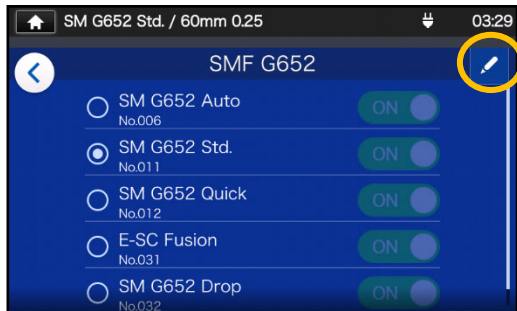 SM G652 Std. / 60mm 0.25 03:29
SMF G652
SM G652 Auto ON
No.006
SM G652 Std. ON
No.011
SM G652 Quick ON
No.012
E-SC Fusion ON
No.031
SM G652 Drop ON
No.032